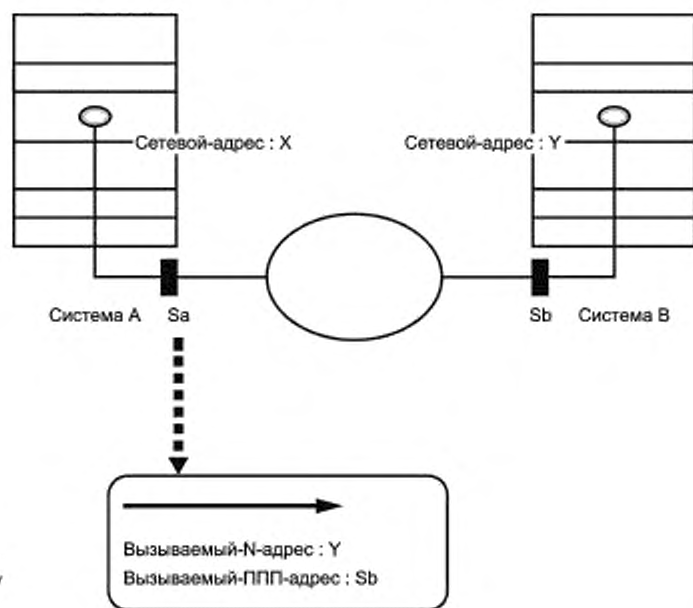 Сетевой-адрес : X
Сетевой-адрес : Y
Система А
Sa
Sb
Система В
Вызываемый-N-адрес : Y
Вызываемый-ППП-адрес : Sb